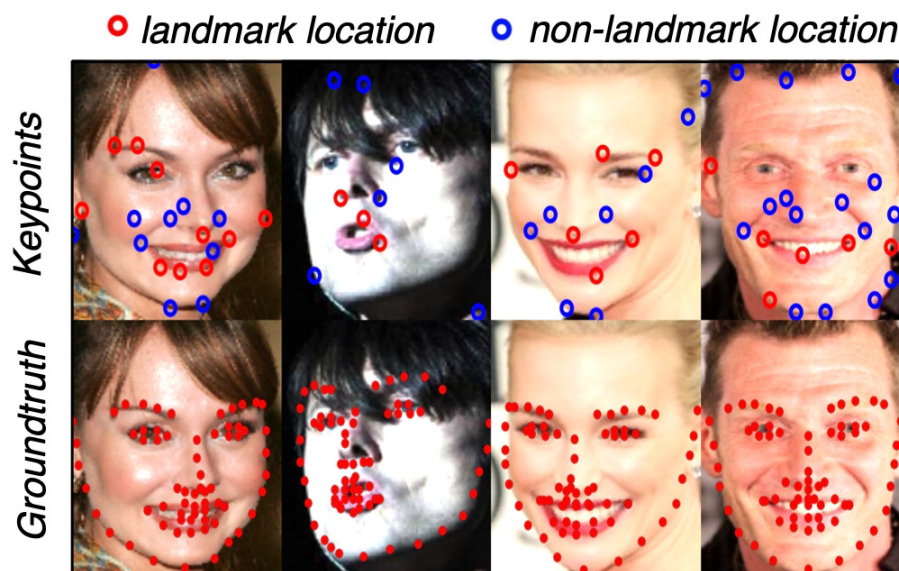 landmark location
non-landmark location
Keypoints
Groundtruth